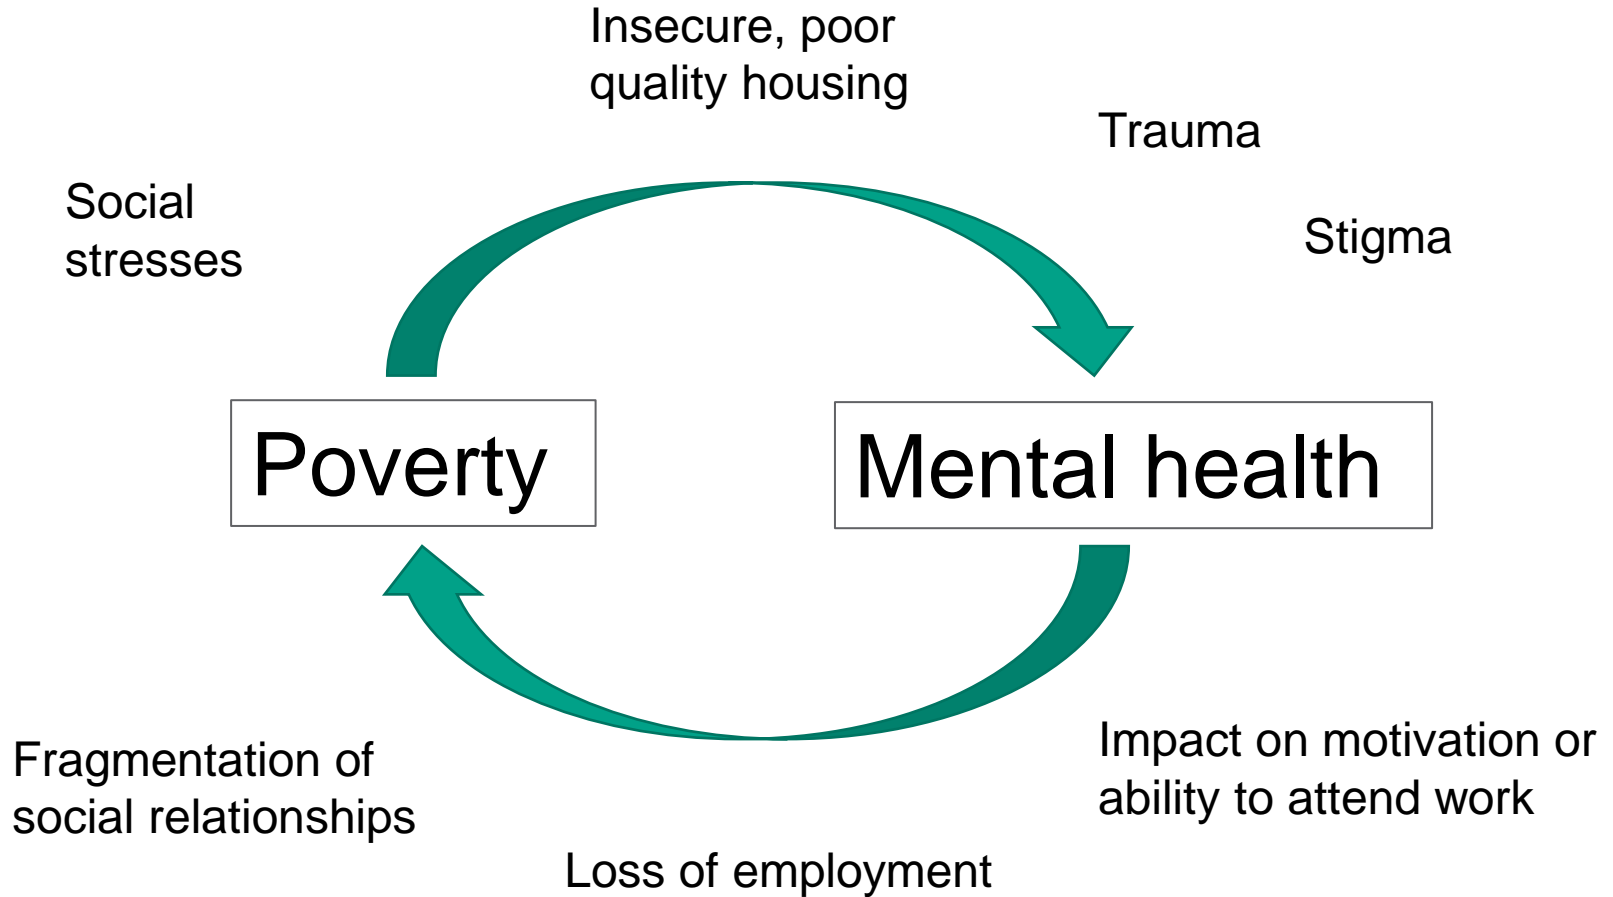 Insecure, poor
quality housing
Trauma
Social
stresses
Stigma
Poverty
Mental health
Fragmentation of
social relationships
Impact on motivation or
ability to attend work
Loss of employment